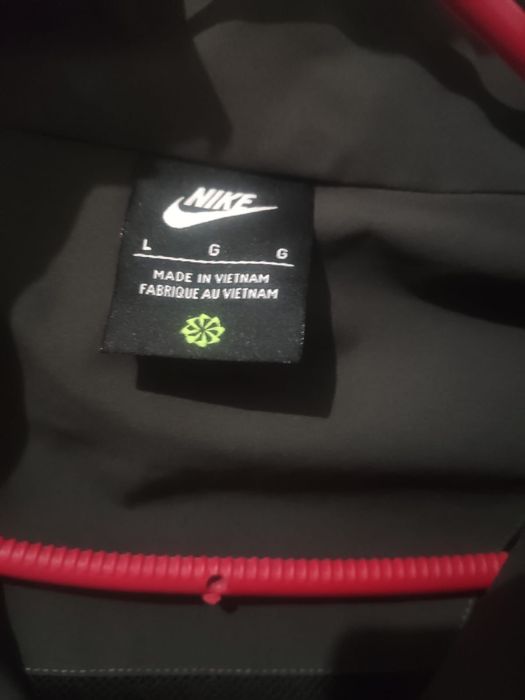 NIKE
L G G
MADE IN VIETNAM
FABRIQUE AU VIETNAM